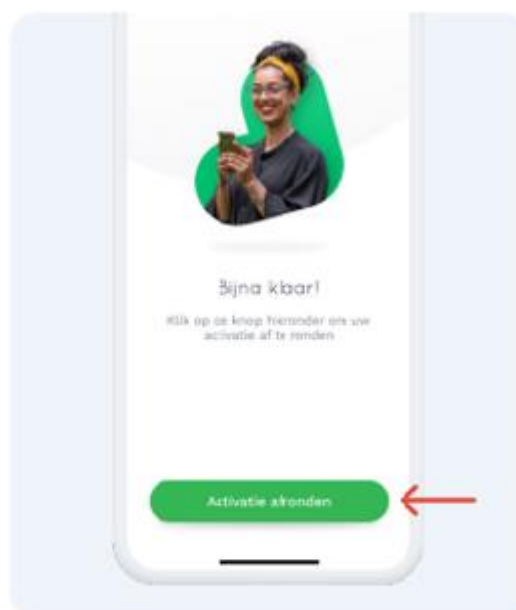 Bijna klaar!
Klik op de knop hieronder om uw
activatie af te ronden
Activatie afronden